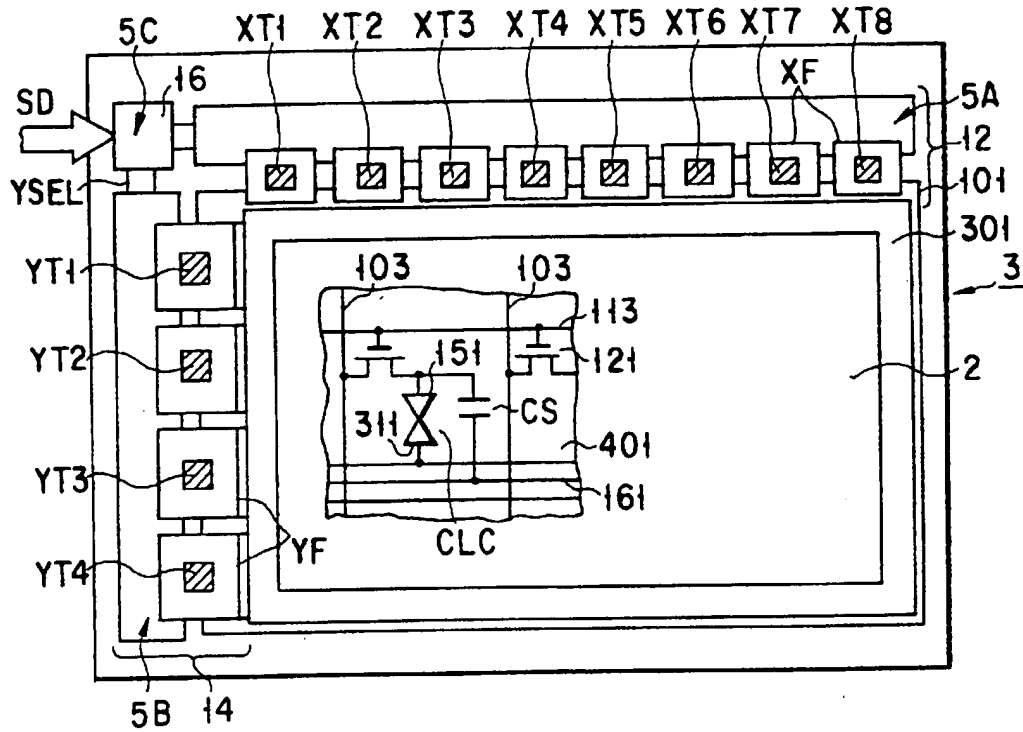 XT1 XT2 XT3 XT4 XT5 XT6 XT7 XT8
5C
16
XF
5A
SD
12
YSEL
101
301
103 103
3
YT1
113
151
121
YT2
2
CS
311
401
YT3
161
CLC
YF
YT4
5B
14